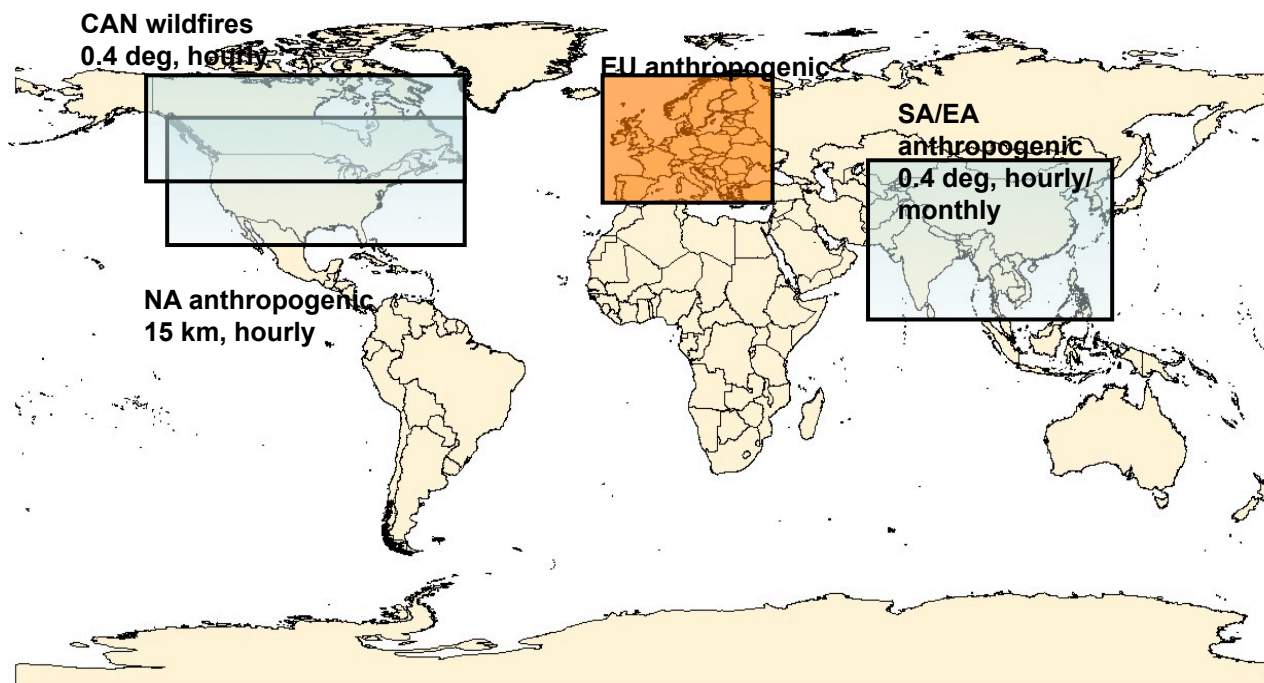 CAN wildfires
0.4 deg, hourly
EU anthropogenic
SA/EA
anthropogenic
0.4 deg, hourly/
monthly
NA anthropogenic
15 km, hourly